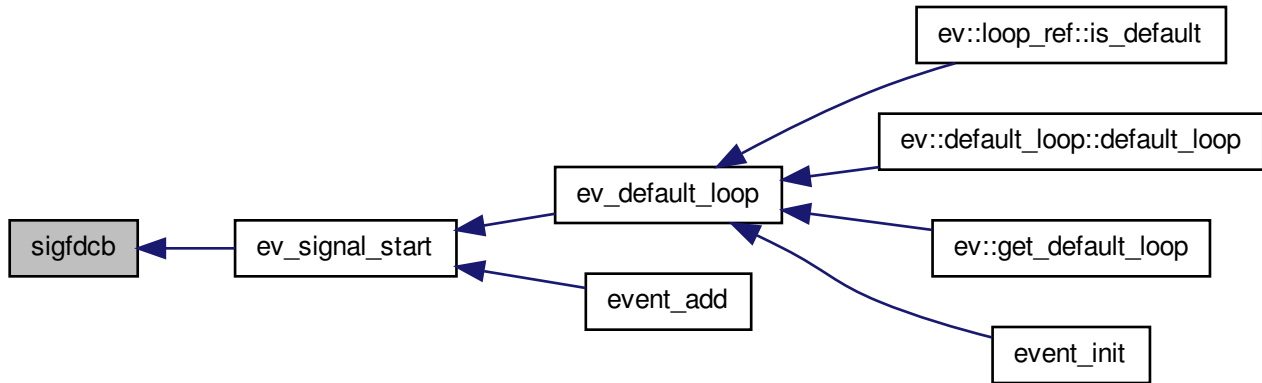 ev::loop_ref::is_default
ev::default_loop::default_loop
ev_default_loop
sigfdcb
ev_signal_start
ev::get_default_loop
event_add
event_init